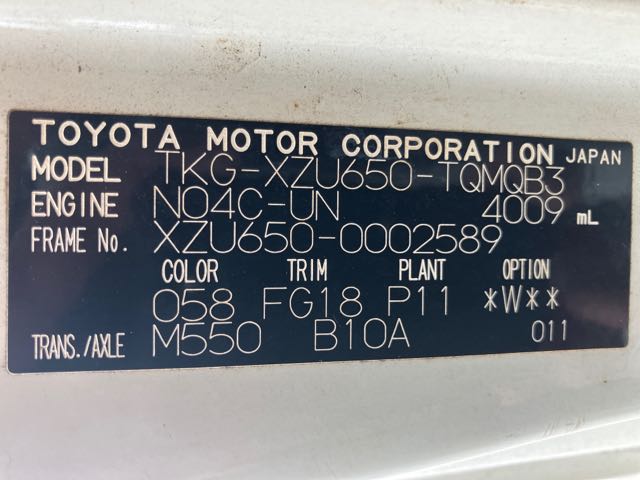 TOYOTA MOTOR CORPORATION JAPAN
MODEL TKG-XZU650-TQMQB3
ENGINE N04C-UN 4009 mL
FRAME No. XZU650-0002589
COLOR TRIM PLANT OPTION
058 FG18 P11 *W**
TRANS./AXLE M550 B10A 011